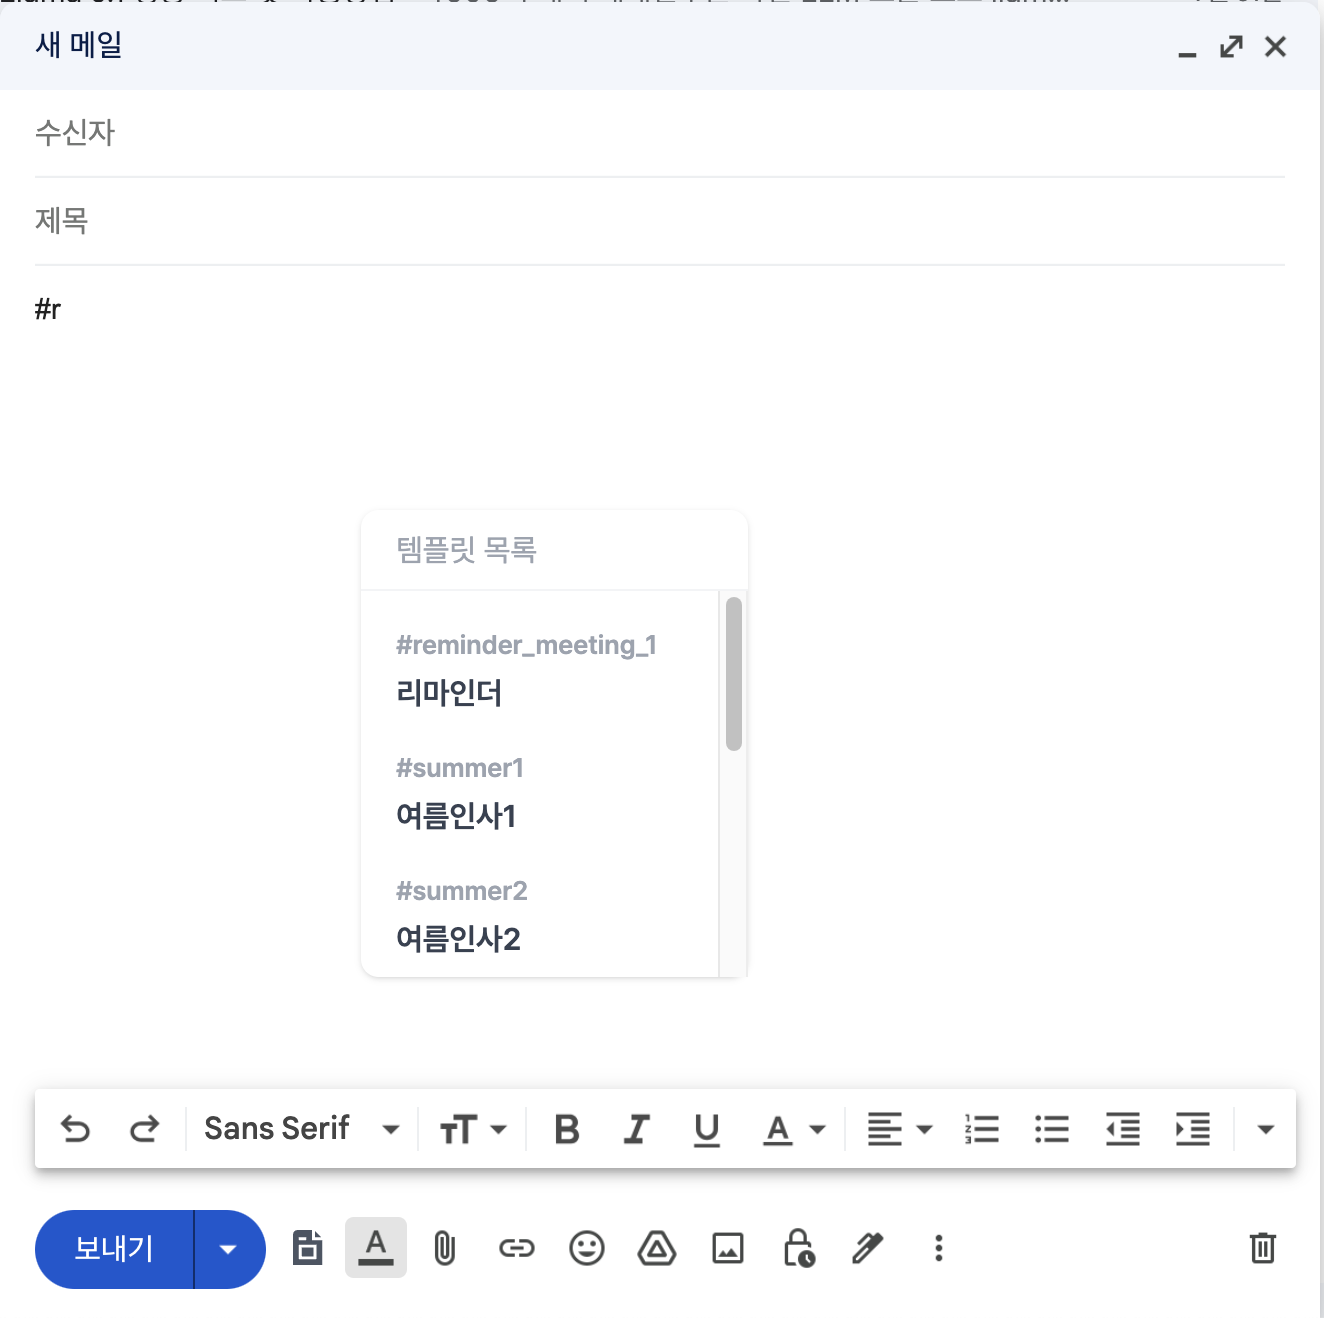 새 메일
수신자
제목
#r
템플릿 목록
#reminder_meeting_1
리마인더
#summer1
여름인사1
#summer2
여름인사2
Sans Serif
보내기